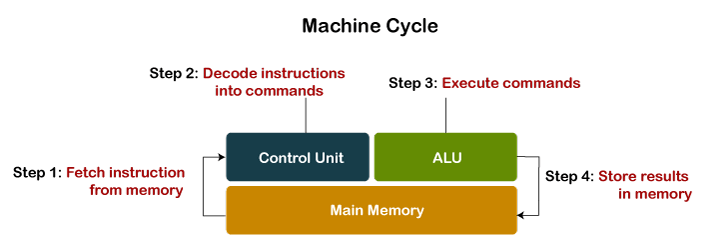 Machine Cycle
Step 2: Decode instructions
into commands
Step 3: Execute commands
Control Unit
ALU
Step 1: Fetch instruction
from memory
Step 4: Store results
in memory
Main Memory